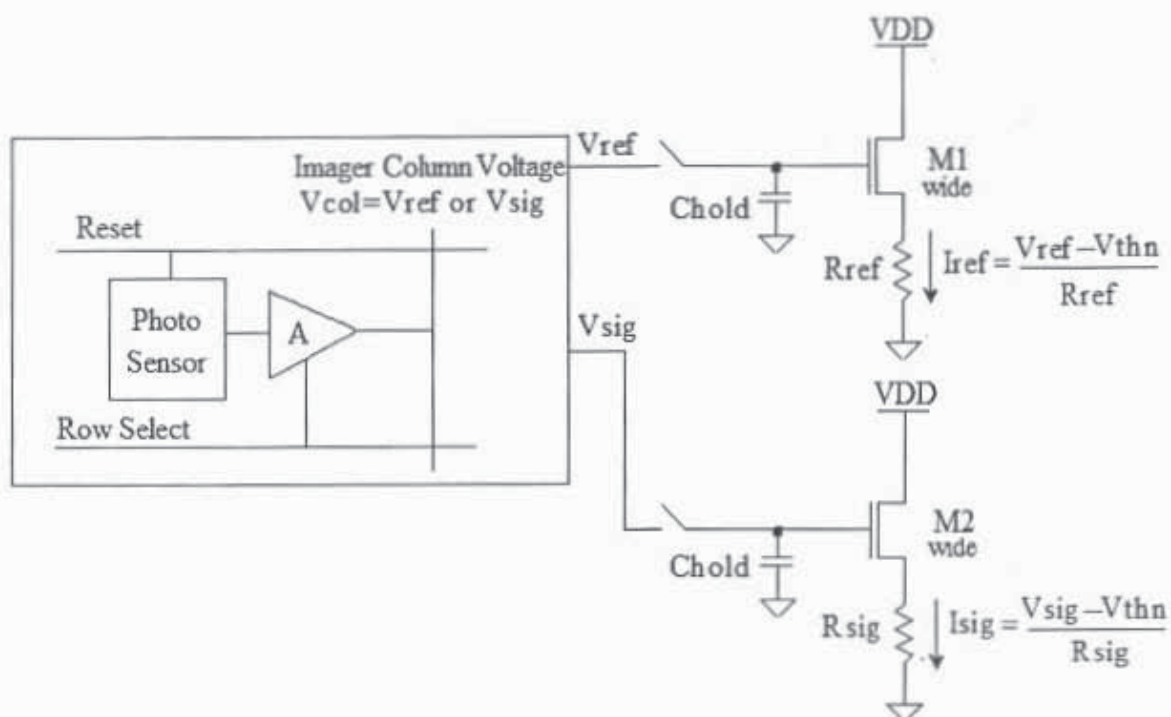 VDD
Vref
Imager Column Voltage
Vcol=Vref or Vsig
M1
wide
Chold
Reset
Rref
Iref = Vref – Vthn
Rref
Photo
Sensor
A
Vsig
Row Select
VDD
M2
wide
Chold
Rsig
Isig = Vsig – Vthn
Rsig